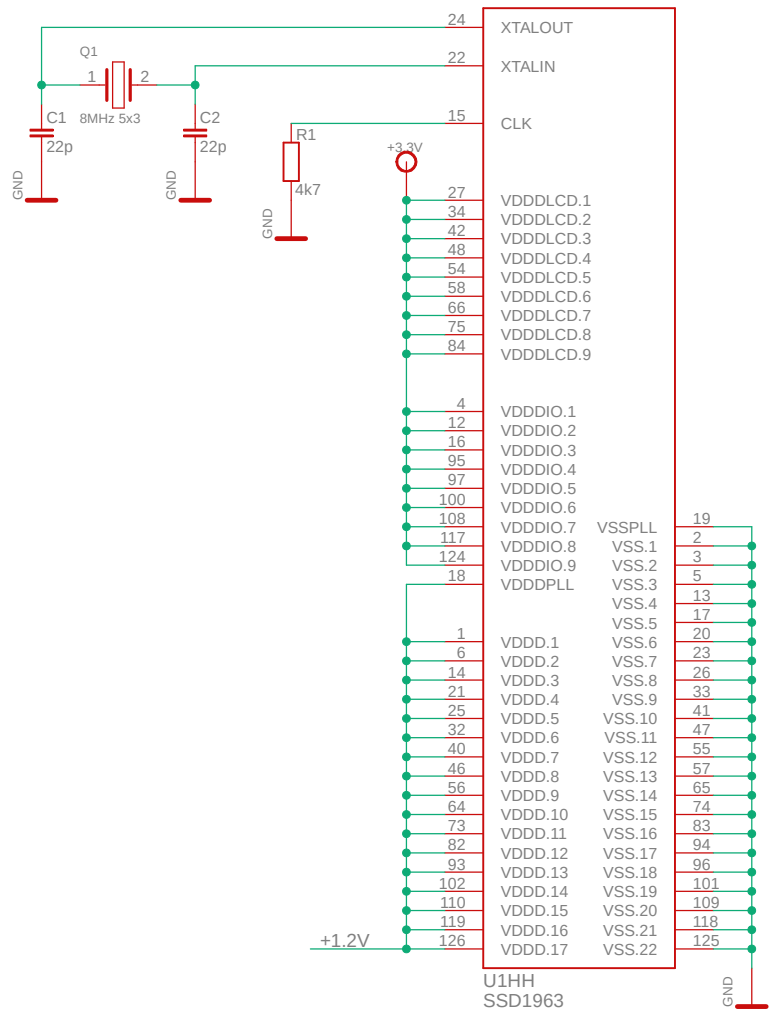 24 XTALOUT
Q1
22 XTALIN
1 2
C1 8MHz 5x3 C2
22p 22p
15 CLK
R1
+3.3V
4k7
GND GND GND
27 VDDDLCD.1
34 VDDDLCD.2
42 VDDDLCD.3
48 VDDDLCD.4
54 VDDDLCD.5
58 VDDDLCD.6
66 VDDDLCD.7
75 VDDDLCD.8
84 VDDDLCD.9
4 VDDDIO.1
12 VDDDIO.2
16 VDDDIO.3
95 VDDDIO.4
97 VDDDIO.5
100 VDDDIO.6
108 VDDDIO.7 VSSPLL 19
117 VDDDIO.8 VSS.1 2
124 VDDDIO.9 VSS.2 3
18 VDDDPLL VSS.3 5
VSS.4 13
VSS.5 17
1 VDDD.1 VSS.6 20
6 VDDD.2 VSS.7 23
14 VDDD.3 VSS.8 26
21 VDDD.4 VSS.9 33
25 VDDD.5 VSS.10 41
32 VDDD.6 VSS.11 47
40 VDDD.7 VSS.12 55
46 VDDD.8 VSS.13 57
56 VDDD.9 VSS.14 65
64 VDDD.10 VSS.15 74
73 VDDD.11 VSS.16 83
82 VDDD.12 VSS.17 94
93 VDDD.13 VSS.18 96
102 VDDD.14 VSS.19 101
110 VDDD.15 VSS.20 109
119 VDDD.16 VSS.21 118
+1.2V 126 VDDD.17 VSS.22 125
U1HH
SSD1963
GND